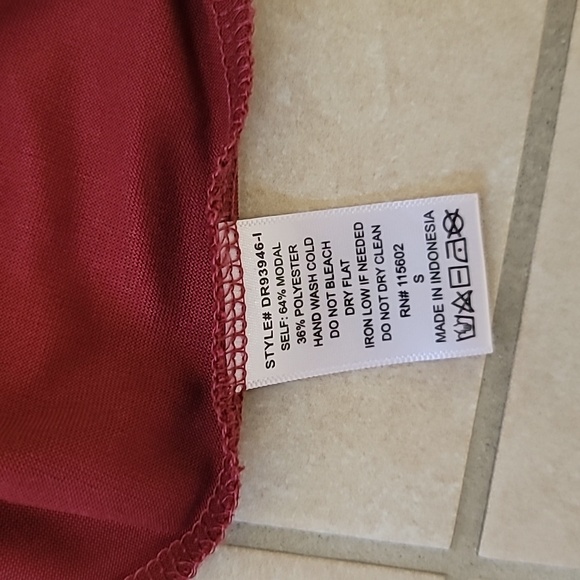 STYLE# DR93946-I
SELF: 64% MODAL
36% POLYESTER
HAND WASH COLD
DO NOT BLEACH
DRY FLAT
IRON LOW IF NEEDED
DO NOT DRY CLEAN
RN# 115602
S
MADE IN INDONESIA